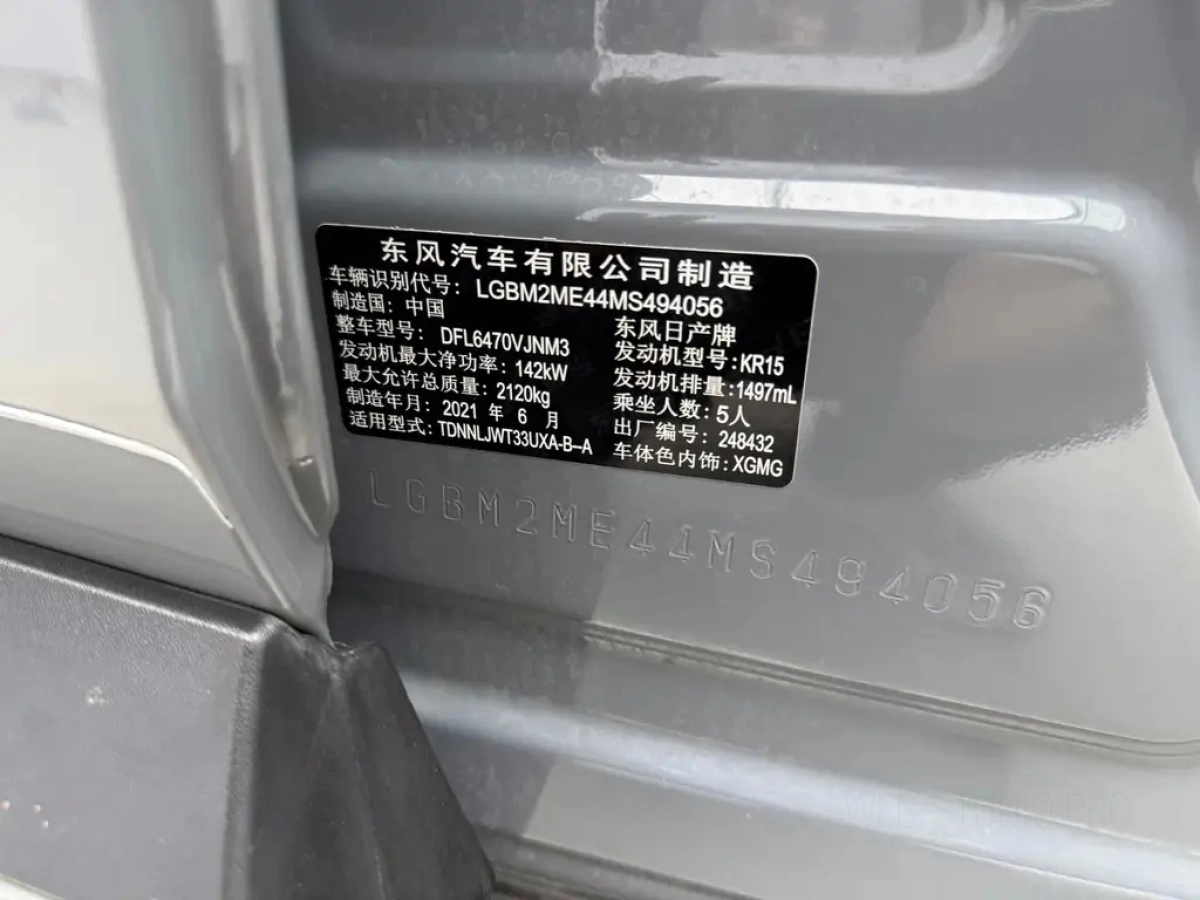 东风汽车有限公司制造
车辆识别代号: LGBM2ME44MS494056
制造国: 中国 东风日产牌
整车型号: DFL6470VJNM3 发动机型号:KR15
发动机最大净功率: 142kW 发动机排量:1497mL
最大允许总质量: 2120kg 乘坐人数: 5人
制造年月: 2021 年 6 月 出厂编号: 248432
适用型式: TDNNLJWT33UXA-B-A 车体色内饰: XGMG
LGBM2ME44MS494056